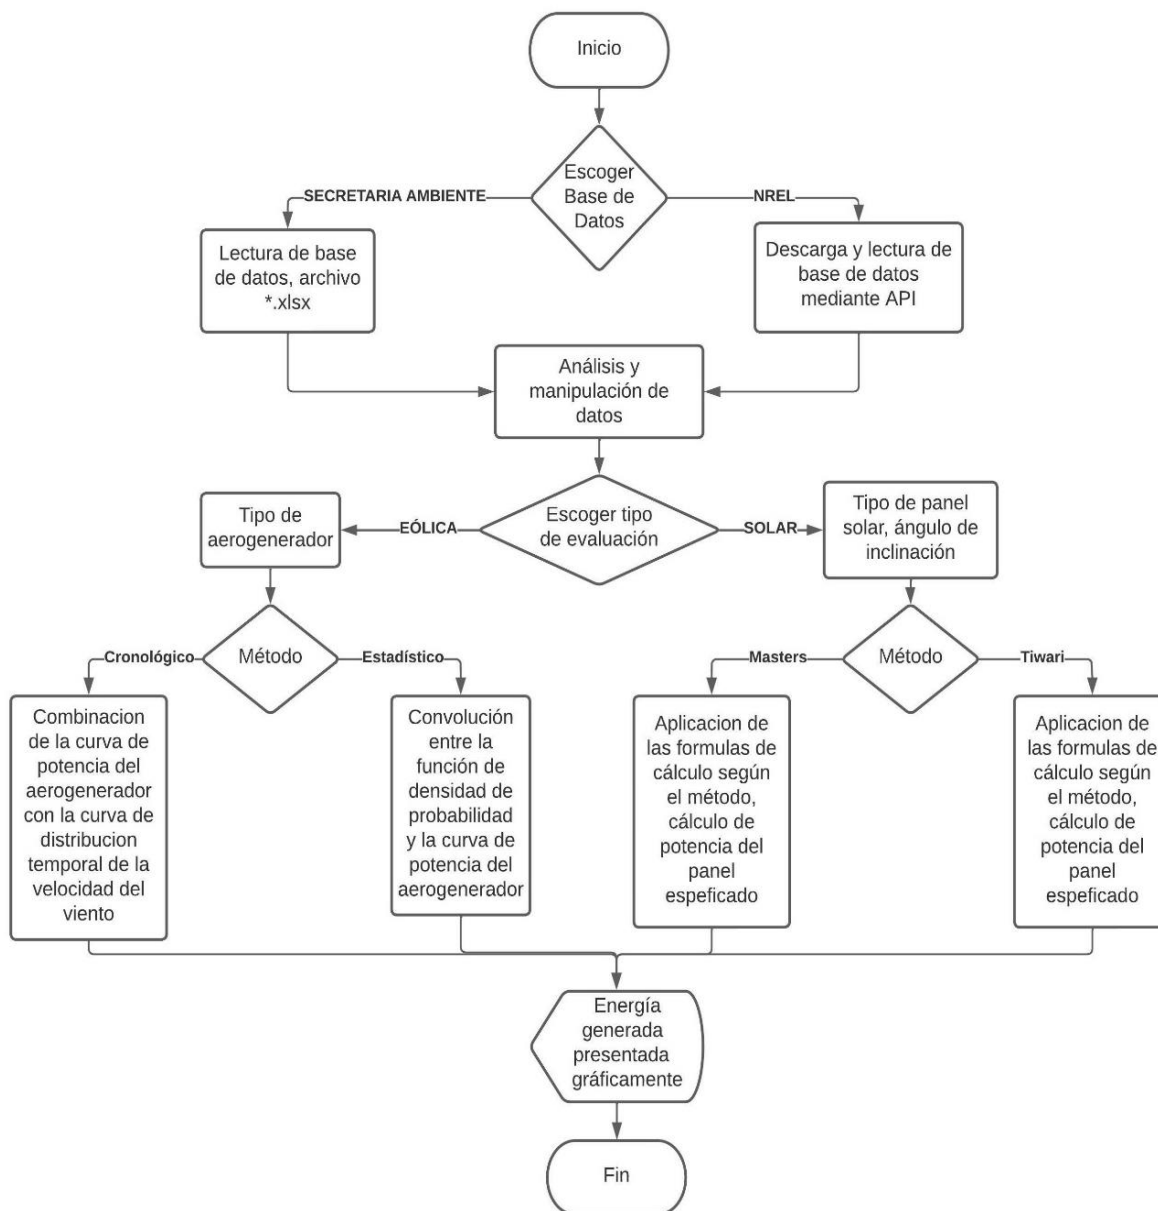 Inicio
Escoger
Base de
Datos
SECRETARIA AMBIENTE
NREL
Lectura de base
de datos, archivo
*.xlsx
Descarga y lectura de
base de datos
mediante API
Análisis y
manipulación de
datos
Escoger tipo
de evaluación
EÓLICA
SOLAR
Tipo de
aerogenerador
Tipo de panel
solar, ángulo de
inclinación
Método
Cronológico
Estadístico
Método
Masters
Tiwari
Combinacion
de la curva de
potencia del
aerogenerador
con la curva de
distribucion
temporal de la
velocidad del
viento
Convolución
entre la
función de
densidad de
probabilidad
y la curva de
potencia del
aerogenerador
Aplicacion de
las formulas de
cálculo según
el método,
cálculo de
potencia del
panel
espeficado
Aplicacion de
las formulas de
cálculo según
el método,
cálculo de
potencia del
panel
espeficado
Energía
generada
presentada
gráficamente
Fin